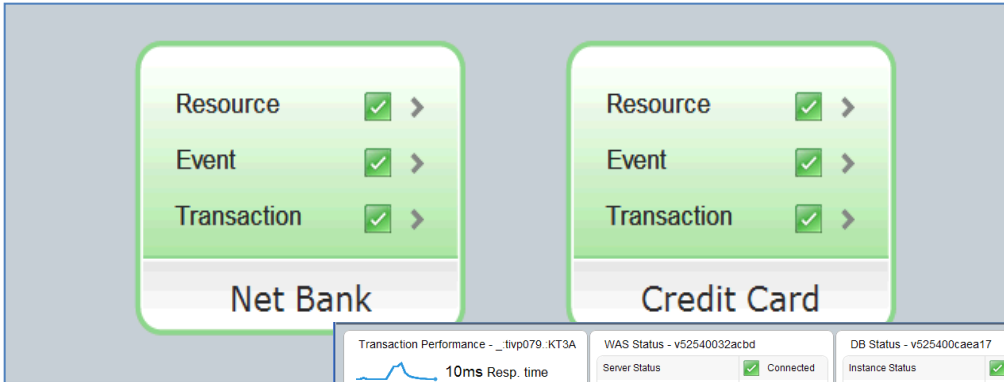 Resource Resource
Event Event
Transaction Transaction
Net Bank Credit Card
Transaction Performance - _:tivp079.:KT3A WAS Status - v52540032acbd DB Status - v525400caea17
10ms Resp. time Server Status Connected Instance Status